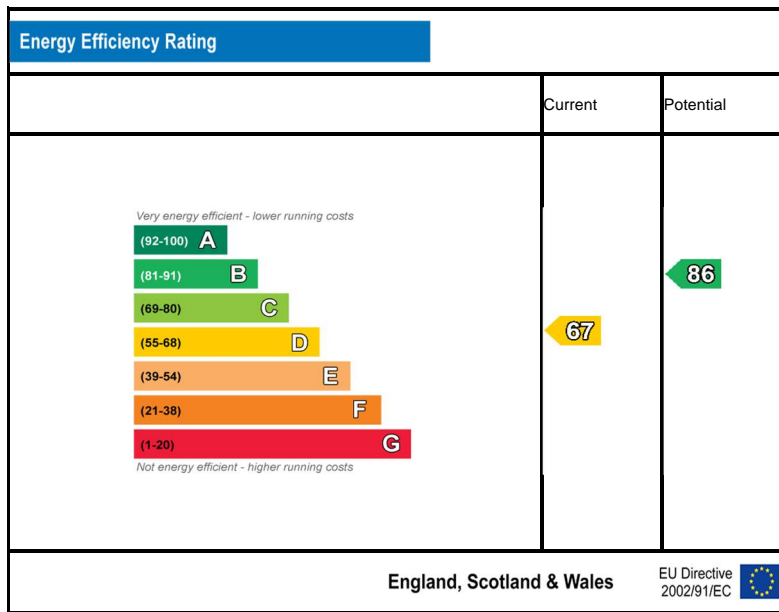 Energy Efficiency Rating
Current Potential
Very energy efficient - lower running costs
(92-100) A
(81-91) B
86
(69-80) C
(55-68) D
67
(39-54) E
(21-38) F
(1-20) G
Not energy efficient - higher running costs
England, Scotland & Wales
EU Directive
2002/91/EC